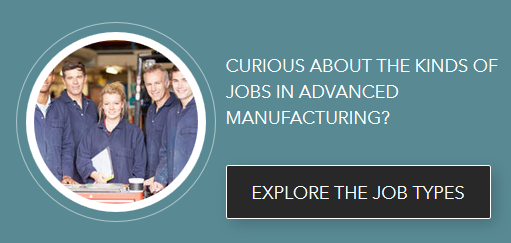 CURIOUS ABOUT THE KINDS OF
JOBS IN ADVANCED
MANUFACTURING?
EXPLORE THE JOB TYPES